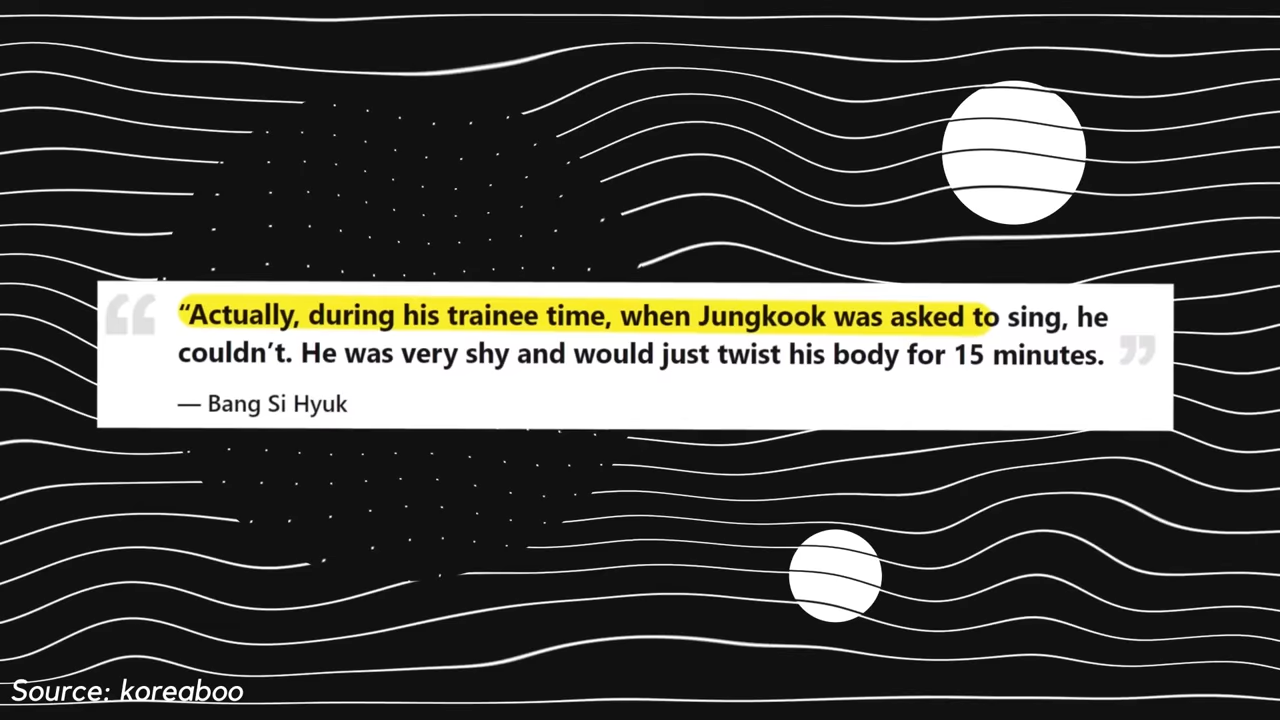 “Actually, during his trainee time, when Jungkook was asked to sing, he
couldn’t. He was very shy and would just twist his body for 15 minutes. ”
— Bang Si Hyuk
Source: koreaboo